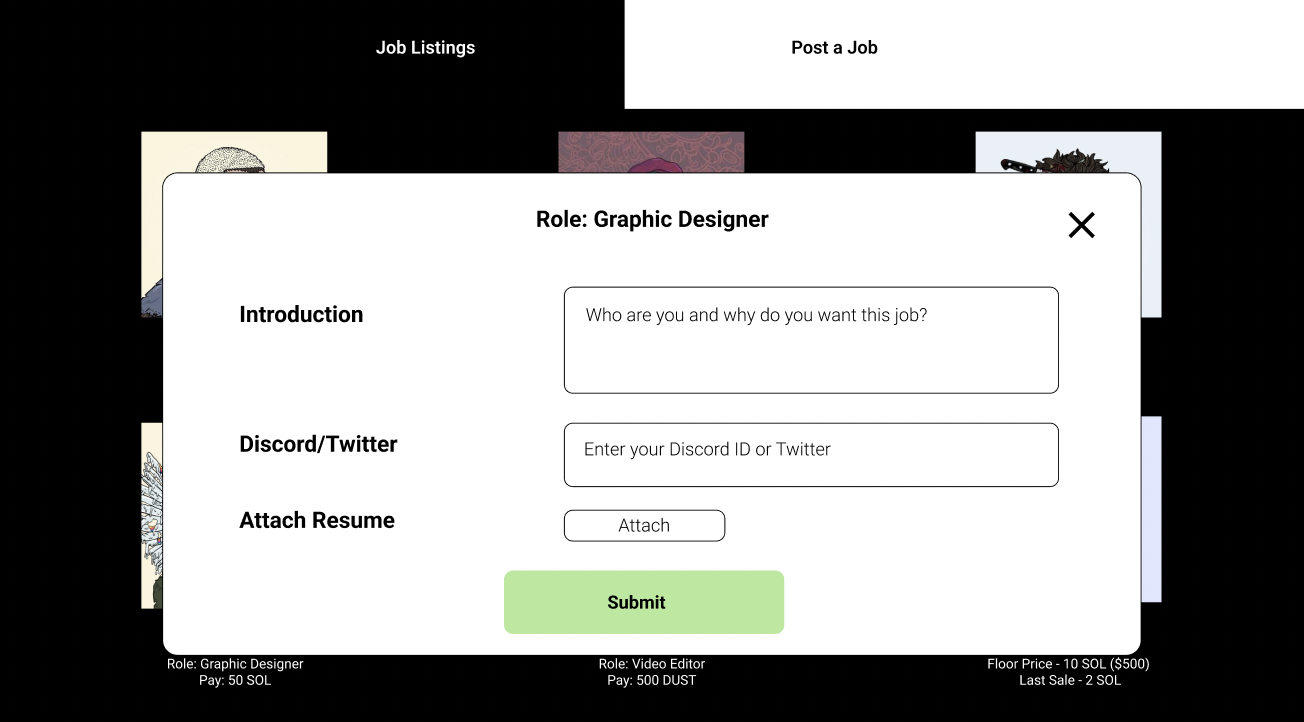 Job Listings
Post a Job
Role: Graphic Designer
Introduction
Who are you and why do you want this job?
Discord/Twitter
Enter your Discord ID or Twitter
Attach Resume
Attach
Submit
Role: Graphic Designer
Pay: 50 SOL
Role: Video Editor
Pay: 500 DUST
Floor Price - 10 SOL ($500)
Last Sale - 2 SOL